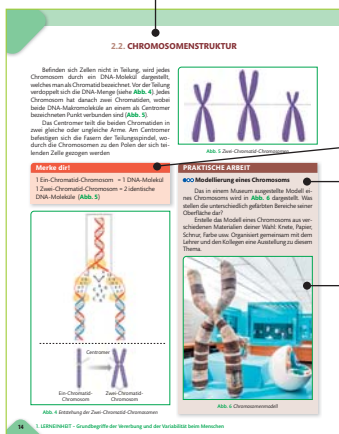 2.2. CHROMOSOMENSTRUKTUR
Befinden sich Zellen nicht in Teilung, wird jedes
Chromosom durch ein DNA-Molekül dargestellt,
welches man als Chromatid bezeichnet. Vor der Teilung
verdoppelt sich die DNA-Menge (siehe Abb. 4). Jedes
Chromosom hat danach zwei Chromatiden, wobei
beide DNA-Makromoleküle an einem als Centromer
bezeichneten Punkt verbunden sind (Abb. 5).
Das Centromer teilt die beiden Chromatiden in
zwei gleiche oder ungleiche Arme. Am Centromer
befestigen sich die Fasern der Teilungsspindel, wo-
durch die Chromosomen zu den Polen der sich tei-
lenden Zelle gezogen werden
Abb. 5 Zwei-Chromatid-Chromosomen
Merke dir!
1 Ein-Chromatid-Chromosom = 1 DNA-Molekül
1 Zwei-Chromatid-Chromosom = 2 identische
DNA-Moleküle (Abb. 5)
Centromer
Ein-Chromatid-
Chromosom
Zwei-Chromatid-
Chromosom
Abb. 4 Entstehung der Zwei-Chromatid-Chromosomen
PRAKTISCHE ARBEIT
Modellierung eines Chromosoms
Das in einem Museum ausgestellte Modell ei-
nes Chromosoms wird in Abb. 6 dargestellt. Was
stellen die unterschiedlich gefärbten Bereiche seiner
Oberfläche dar?
Erstelle das Modell eines Chromosoms aus ver-
schiedenen Materialien deiner Wahl: Knete, Papier,
Schnur, Farbe usw. Organisiert gemeinsam mit dem
Lehrer und den Kollegen eine Ausstellung zu diesem
Thema.
Abb. 6 Chromosomenmodell
14
1. LERNEINHEIT – Grundbegriffe der Vererbung und der Variabilität beim Menschen